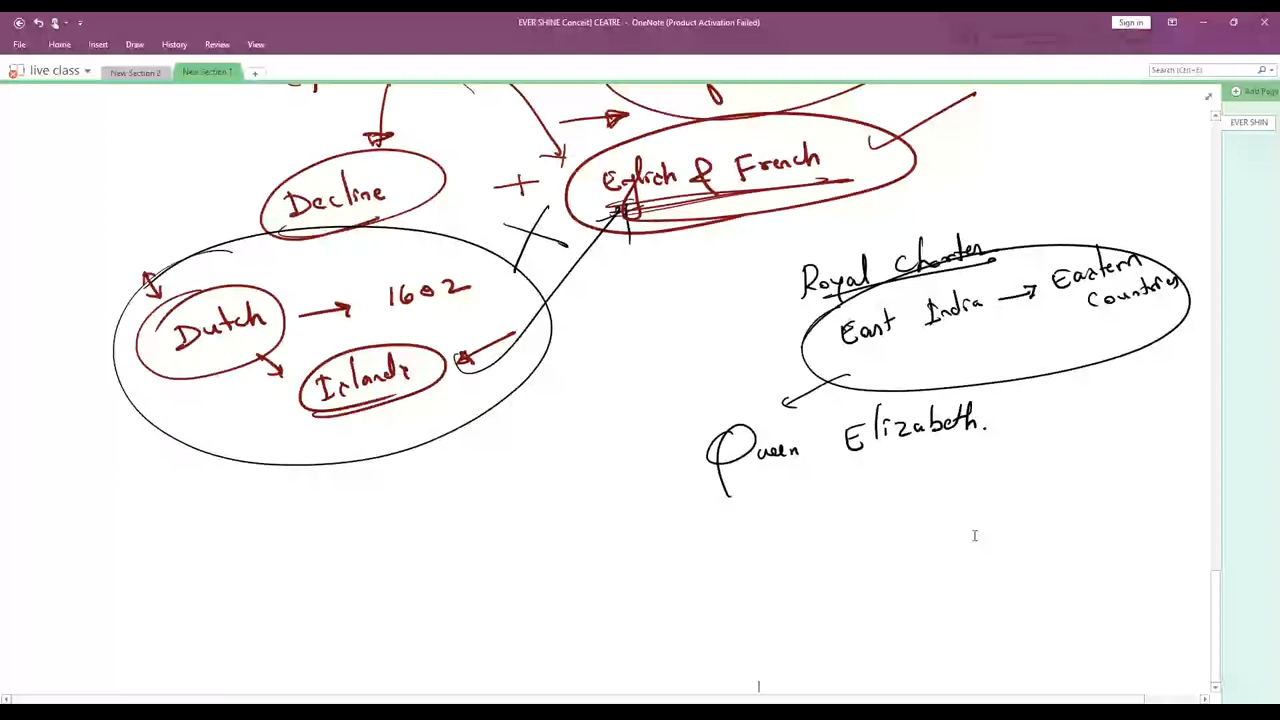 EVER SHINE Conceit) CEATRE - OneNote (Product Activation Failed)
Sign in
File Home Insert Draw History Review View
live class New Section 2 New Section 1
Search (Ctrl+E)
Add Page
EVER SHIN
Decline
Eglish & French
Dutch → 1602
Islands
Royal Charter
East India → Eastern
Countries
Queen Elizabeth.